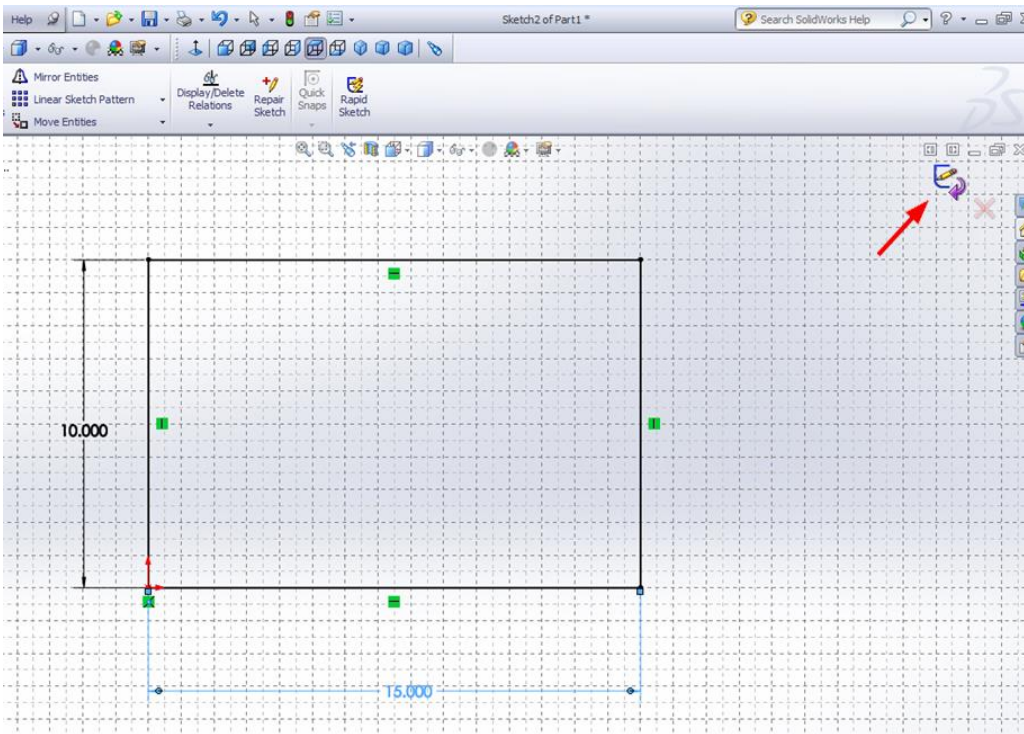 Help
Sketch2 of Part1 *
Search SolidWorks Help
Mirror Entities
Linear Sketch Pattern
Move Entities
Display/Delete
Relations
Repair
Sketch
Quick
Snaps
Rapid
Sketch
10.000
15.000